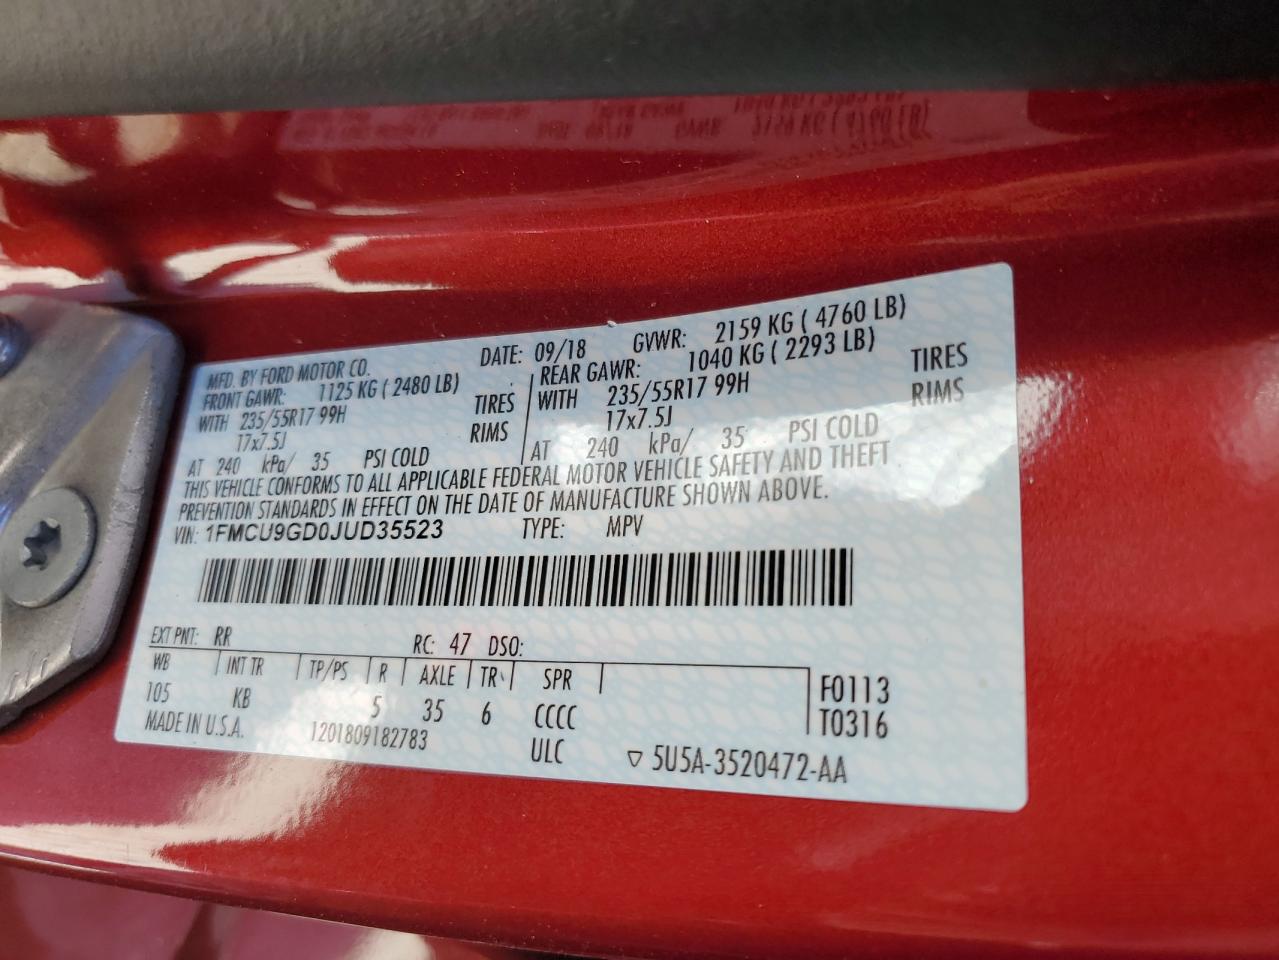 MFD. BY FORD MOTOR CO. DATE: 09/18 GVWR: 2159 KG ( 4760 LB)
FRONT GAWR: 1125 KG ( 2480 LB) REAR GAWR: 1040 KG ( 2293 LB)
WITH 235/55R17 99H TIRES WITH 235/55R17 99H TIRES
17x7.5J RIMS 17x7.5J RIMS
AT 240 kPa/ 35 PSI COLD AT 240 kPa/ 35 PSI COLD
THIS VEHICLE CONFORMS TO ALL APPLICABLE FEDERAL MOTOR VEHICLE SAFETY AND THEFT
PREVENTION STANDARDS IN EFFECT ON THE DATE OF MANUFACTURE SHOWN ABOVE.
VIN: 1FMCU9GD0JUD35523 TYPE: MPV
EXT PNT: RR RC: 47 DSO:
WB INT TR TP/PS R AXLE TR SPR
105 KB 5 35 6 CCCC F0113
T0316
MADE IN U.S.A. 1201809182783 ULC ▽ 5U5A-3520472-AA